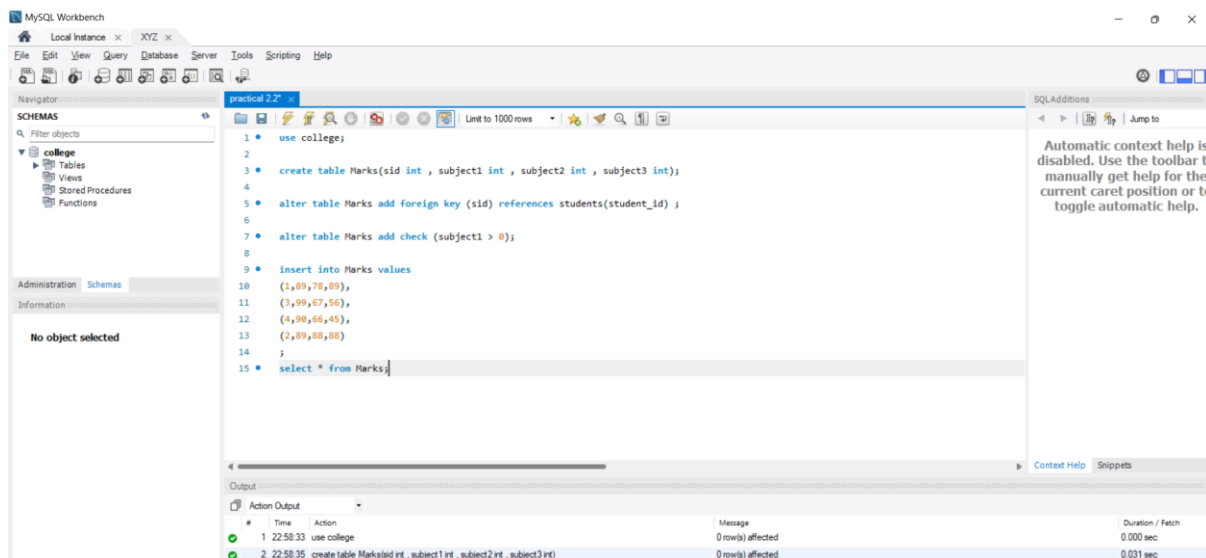 MySQL Workbench
Local Instance × XYZ ×
File Edit View Query Database Server Tools Scripting Help
Navigator
SCHEMAS
Filter objects
college
Tables
Views
Stored Procedures
Functions
Administration Schemas
Information
No object selected
practical 2.2* ×
Limit to 1000 rows
1 use college;
2
3 create table Marks(sid int , subject1 int , subject2 int , subject3 int);
4
5 alter table Marks add foreign key (sid) references students(student_id) ;
6
7 alter table Marks add check (subject1 > 0);
8
9 insert into Marks values
10 (1,89,78,89),
11 (3,99,67,56),
12 (4,90,66,45),
13 (2,89,88,88)
14 ;
15 select * from Marks;
SQLAdditions
Jump to
Automatic context help is
disabled. Use the toolbar t
manually get help for the
current caret position or to
toggle automatic help.
Context Help Snippets
Output
Action Output
# Time Action Message Duration / Fetch
1 22:58:33 use college 0 row(s) affected 0.000 sec
2 22:58:35 create table Marks(sid int , subject1 int , subject2 int , subject3 int) 0 row(s) affected 0.031 sec